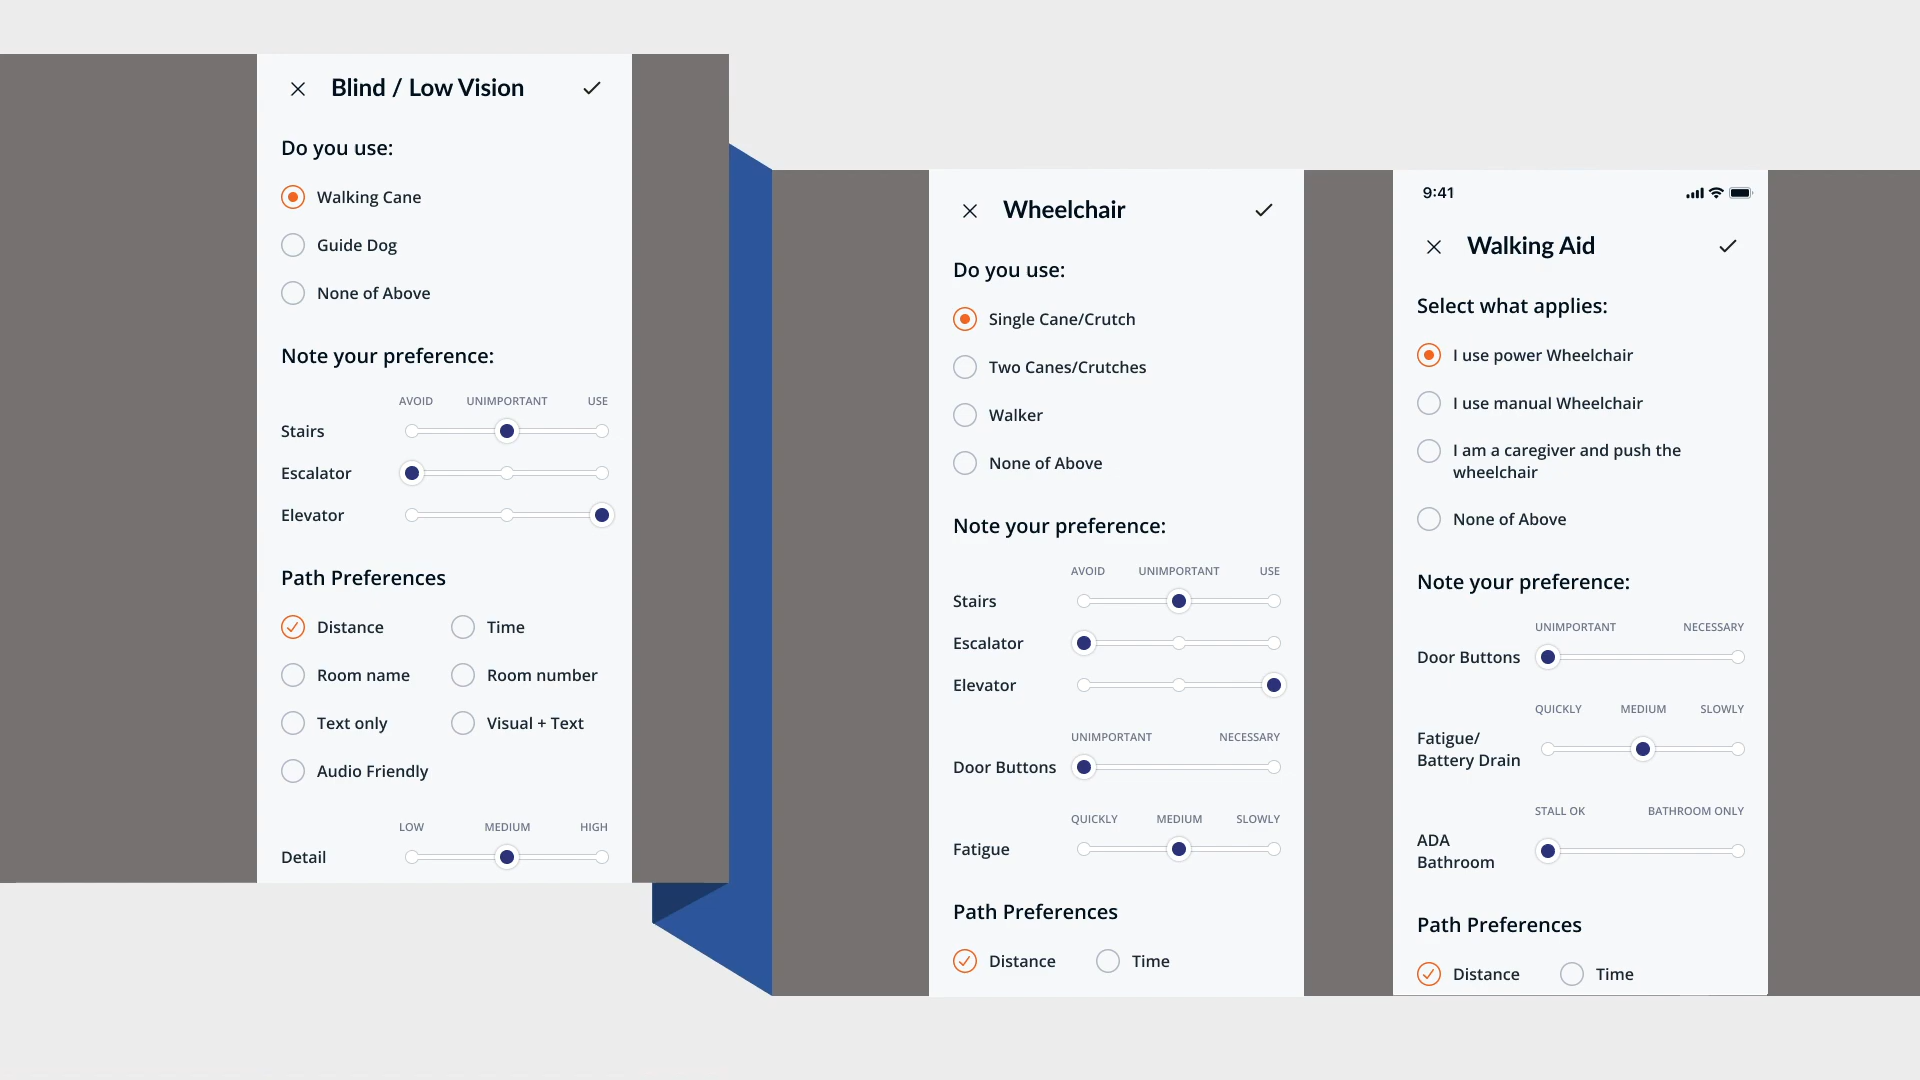 Blind / Low Vision
Do you use:
Walking Cane
Guide Dog
None of Above
Note your preference:
AVOID UNIMPORTANT USE
Stairs
Escalator
Elevator
Path Preferences
Distance Time
Room name Room number
Text only Visual + Text
Audio Friendly
LOW MEDIUM HIGH
Detail
Wheelchair
Do you use:
Single Cane/Crutch
Two Canes/Crutches
Walker
None of Above
Note your preference:
AVOID UNIMPORTANT USE
Stairs
Escalator
Elevator
UNIMPORTANT NECESSARY
Door Buttons
QUICKLY MEDIUM SLOWLY
Fatigue
Path Preferences
Distance Time
9:41
Walking Aid
Select what applies:
I use power Wheelchair
I use manual Wheelchair
I am a caregiver and push the
wheelchair
None of Above
Note your preference:
UNIMPORTANT NECESSARY
Door Buttons
QUICKLY MEDIUM SLOWLY
Fatigue/
Battery Drain
STALL OK BATHROOM ONLY
ADA
Bathroom
Path Preferences
Distance Time